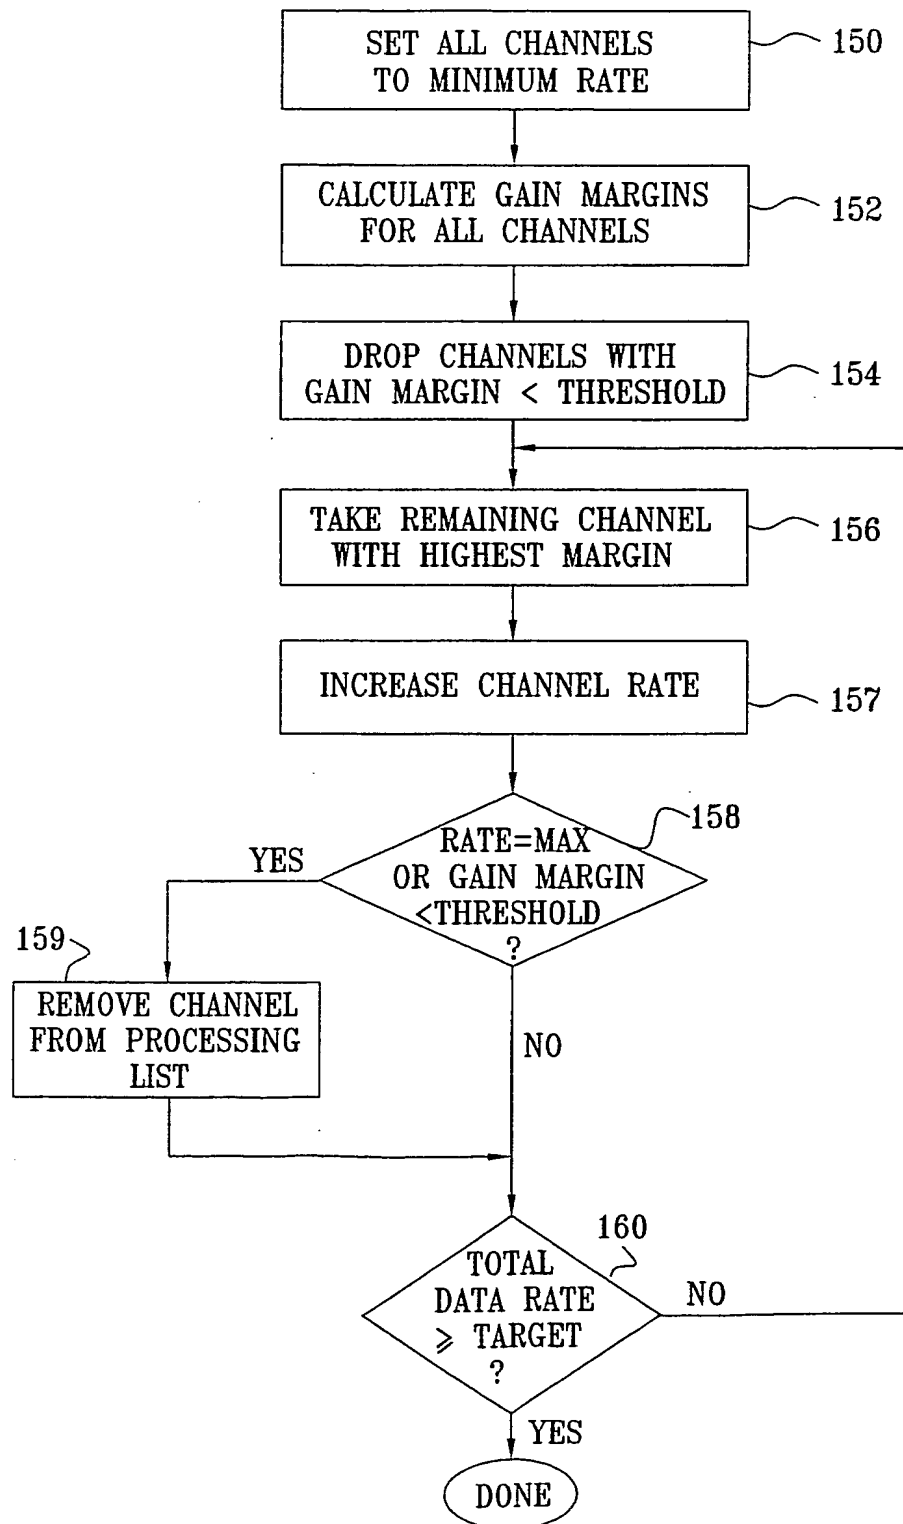 SET ALL CHANNELS
TO MINIMUM RATE
150
CALCULATE GAIN MARGINS
FOR ALL CHANNELS
152
DROP CHANNELS WITH
GAIN MARGIN < THRESHOLD
154
TAKE REMAINING CHANNEL
WITH HIGHEST MARGIN
156
INCREASE CHANNEL RATE
157
158
RATE=MAX
OR GAIN MARGIN
<THRESHOLD
?
YES
159
REMOVE CHANNEL
FROM PROCESSING
LIST
NO
160
TOTAL
DATA RATE
⩾ TARGET
?
NO
YES
DONE